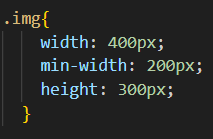 .img{
width: 400px;
min-width: 200px;
height: 300px;
}